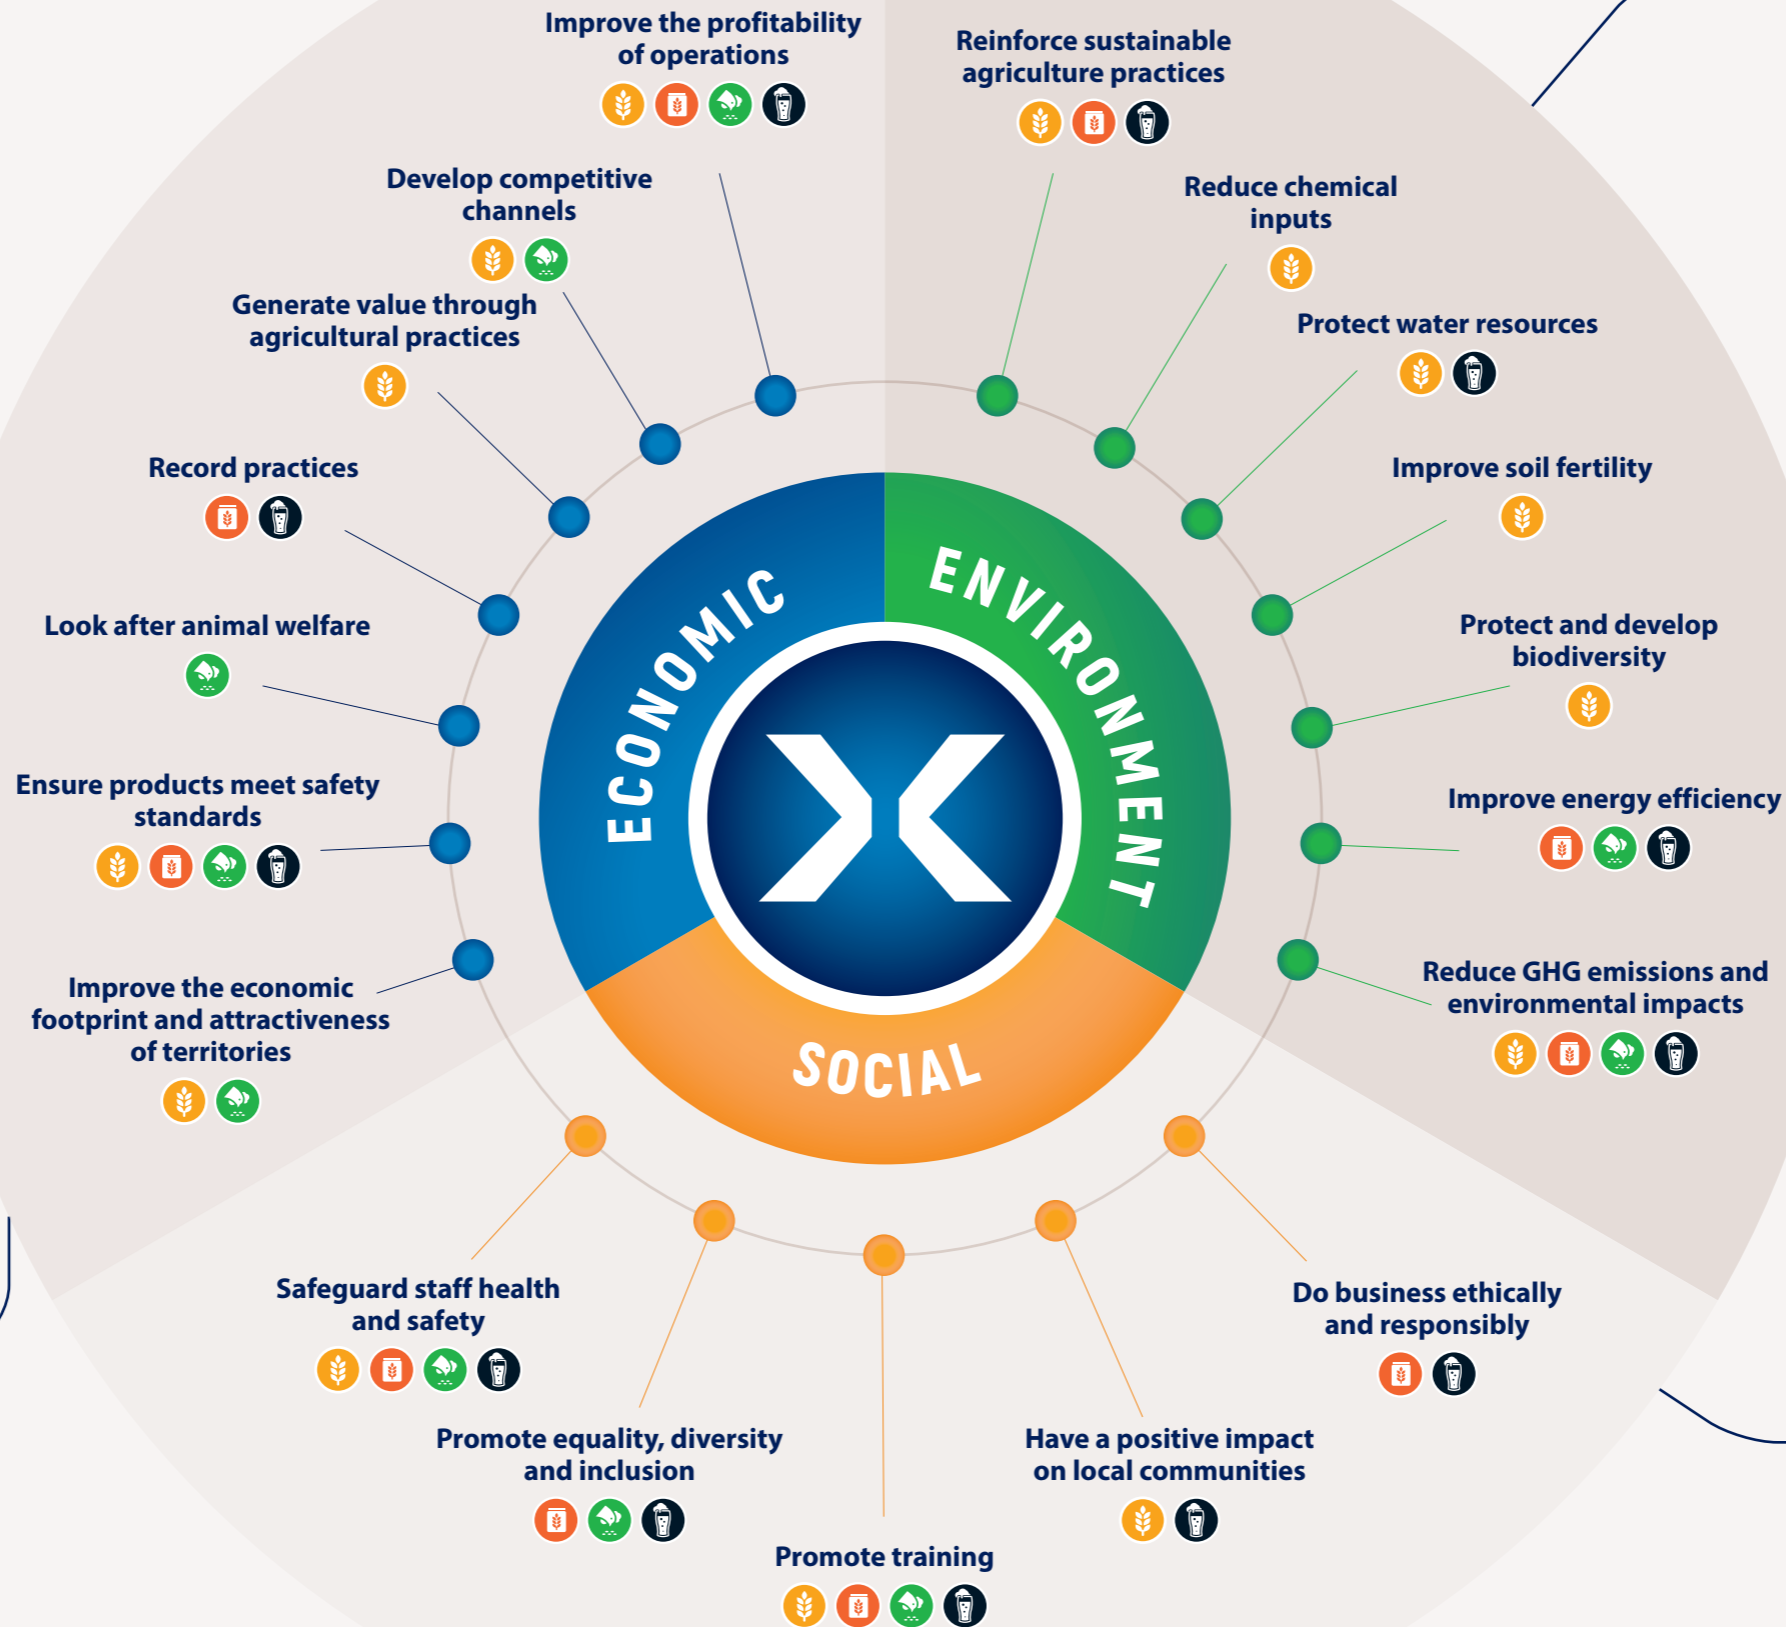 Improve the profitability
of operations
Reinforce sustainable
agriculture practices
Develop competitive
channels
Reduce chemical
inputs
Generate value through
agricultural practices
Protect water resources
Record practices
Improve soil fertility
Look after animal welfare
Protect and develop
biodiversity
Ensure products meet safety
standards
Improve energy efficiency
Improve the economic
footprint and attractiveness
of territories
Reduce GHG emissions and
environmental impacts
ECONOMIC
ENVIRONMENT
SOCIAL
Safeguard staff health
and safety
Do business ethically
and responsibly
Promote equality, diversity
and inclusion
Have a positive impact
on local communities
Promote training